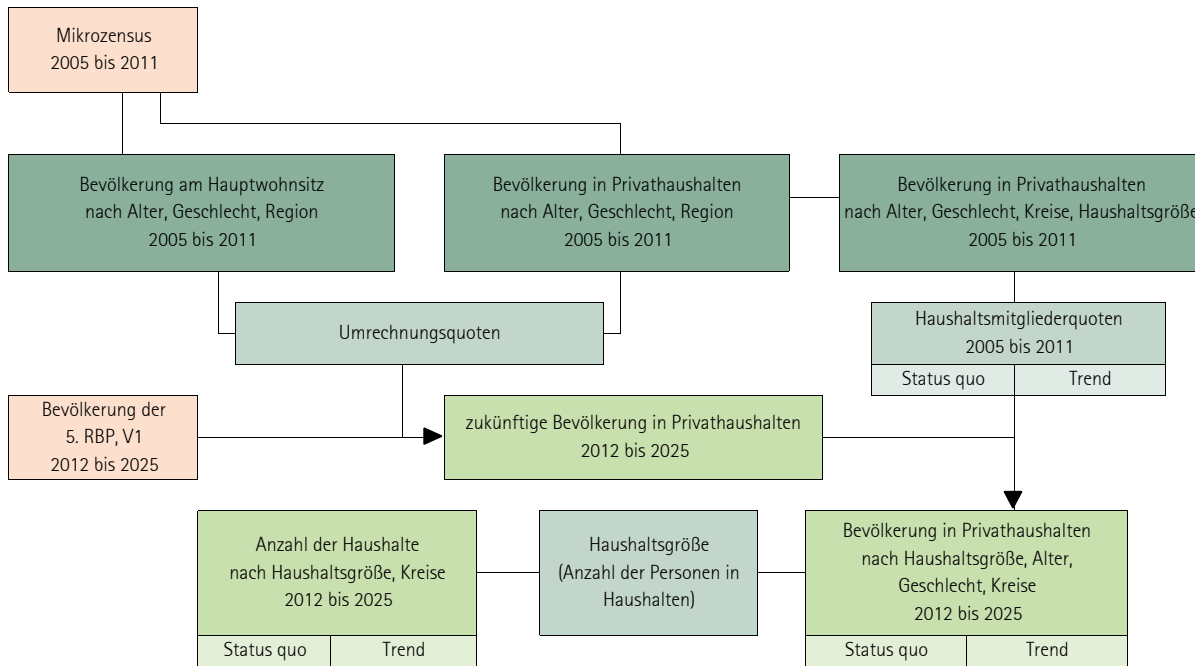 Mikrozensus
2005 bis 2011
Bevölkerung am Hauptwohnsitz
nach Alter, Geschlecht, Region
2005 bis 2011
Bevölkerung in Privathaushalten
nach Alter, Geschlecht, Region
2005 bis 2011
Bevölkerung in Privathaushalten
nach Alter, Geschlecht, Kreise, Haushaltsgröße
2005 bis 2011
Umrechnungsquoten
Haushaltsmitgliederquoten
2005 bis 2011
Status quo
Trend
Bevölkerung der
5. RBP, V1
2012 bis 2025
zukünftige Bevölkerung in Privathaushalten
2012 bis 2025
Anzahl der Haushalte
nach Haushaltsgröße, Kreise
2012 bis 2025
Status quo
Trend
Haushaltsgröße
(Anzahl der Personen in
Haushalten)
Bevölkerung in Privathaushalten
nach Haushaltsgröße, Alter,
Geschlecht, Kreise
2012 bis 2025
Status quo
Trend